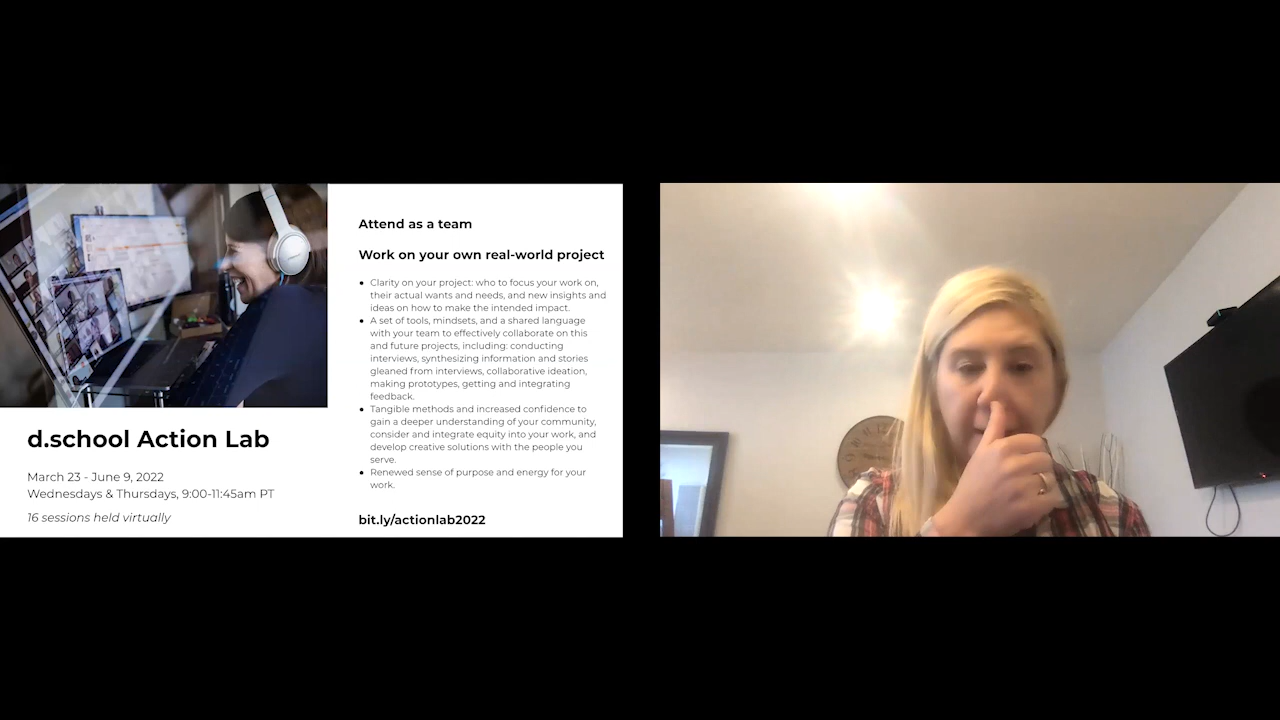 d.school Action Lab
March 23 - June 9, 2022
Wednesdays & Thursdays, 9:00-11:45am PT
16 sessions held virtually
Attend as a team
Work on your own real-world project
• Clarity on your project: who to focus your work on,
their actual wants and needs, and new insights and
ideas on how to make the intended impact.
• A set of tools, mindsets, and a shared language
with your team to effectively collaborate on this
and future projects, including: conducting
interviews, synthesizing information and stories
gleaned from interviews, collaborative ideation,
making prototypes, getting and integrating
feedback.
• Tangible methods and increased confidence to
gain a deeper understanding of your community,
consider and integrate equity into your work, and
develop creative solutions with the people you
serve.
• Renewed sense of purpose and energy for your
work.
bit.ly/actionlab2022